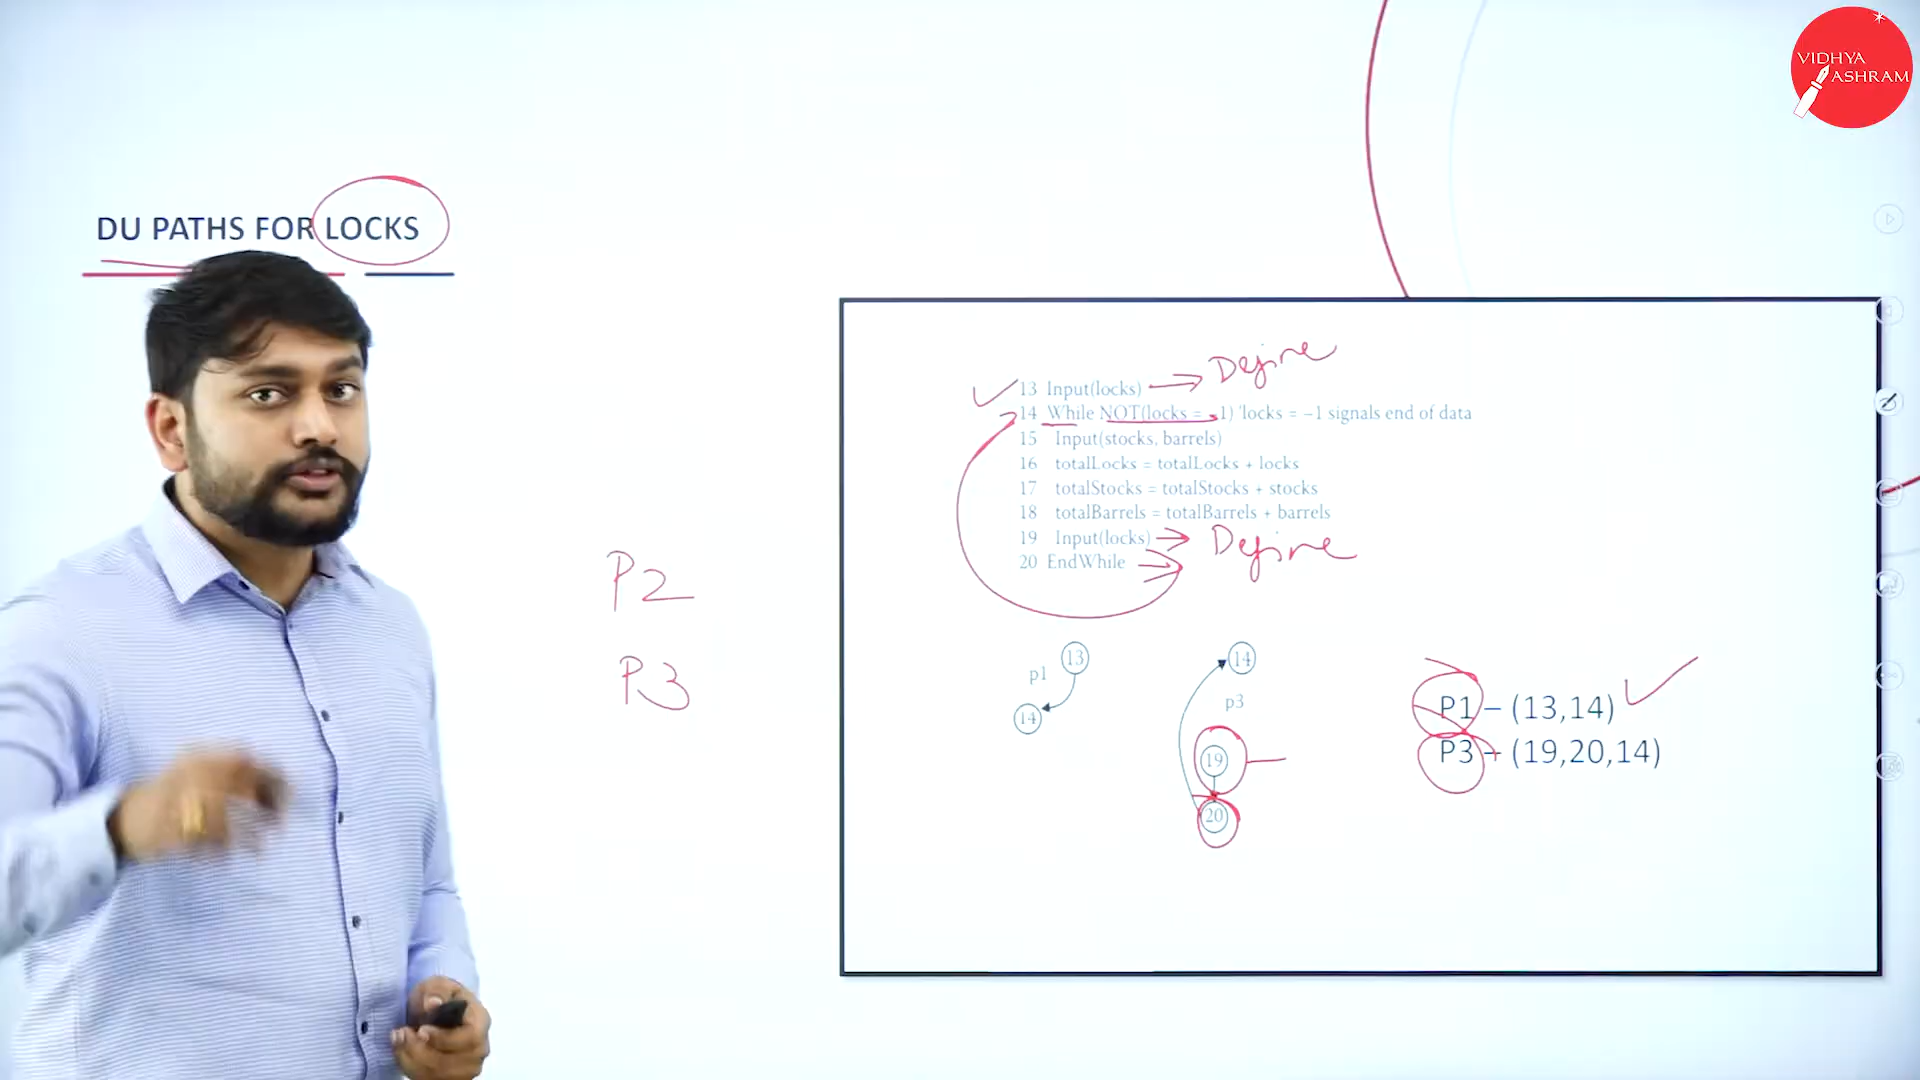 VIDHYA
ASHRAM
DU PATHS FOR LOCKS
Define
13 Input(locks)
14 While NOT(locks = -1) 'locks = −1 signals end of data
15 Input(stocks, barrels)
16 totalLocks = totalLocks + locks
17 totalStocks = totalStocks + stocks
18 totalBarrels = totalBarrels + barrels
19 Input(locks)
Define
20 EndWhile
P2
P3
p1
13
14
14
p3
19
20
P1 – (13,14)
P3 – (19,20,14)